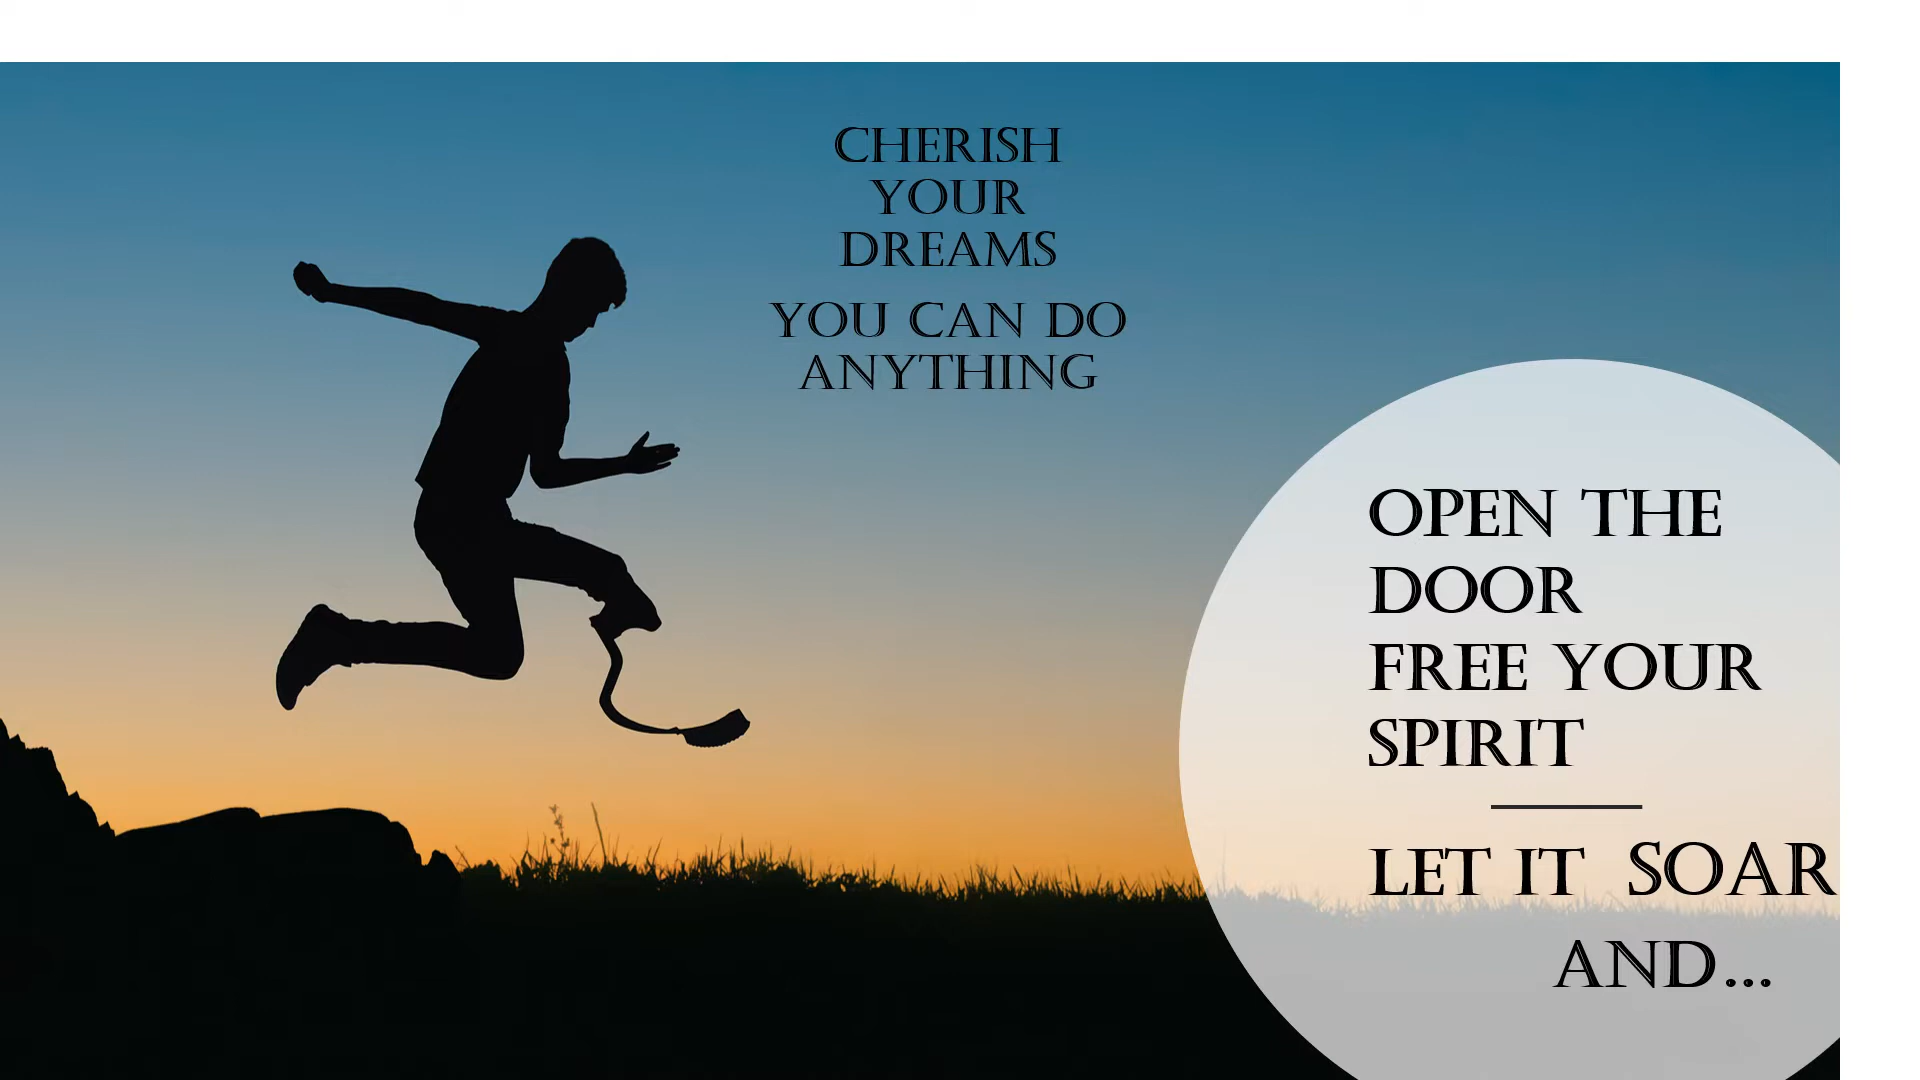 CHERISH
YOUR
DREAMS
YOU CAN DO
ANYTHING
OPEN THE
DOOR
FREE YOUR
SPIRIT
LET IT SOAR
AND...